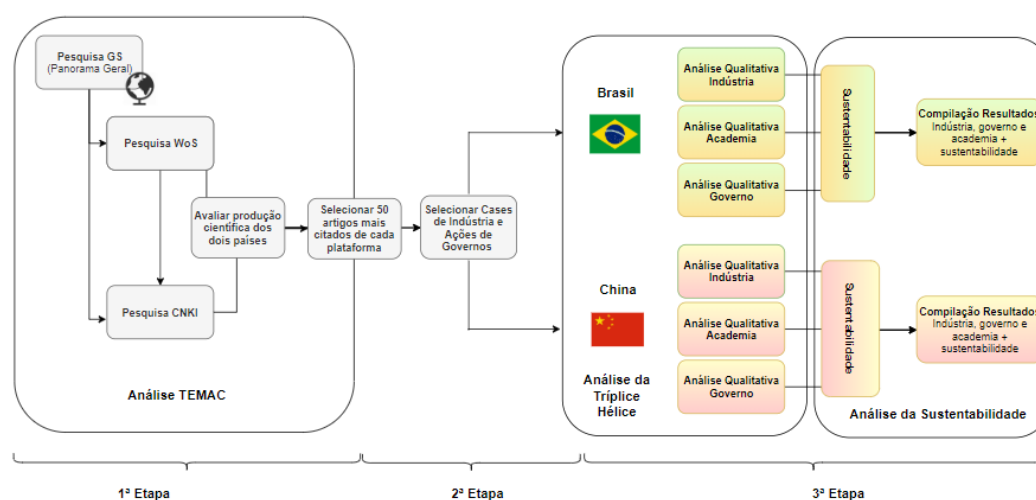 Pesquisa GS
(Panorama Geral)
Pesquisa WoS
Avaliar produção
científica dos
dois países
Pesquisa CNKI
Análise TEMAC
Selecionar 50
artigos mais
citados de cada
plataforma
Selecionar Cases
de Indústria e
Ações de
Governos
Brasil
Análise Qualitativa
Indústria
Análise Qualitativa
Academia
Análise Qualitativa
Governo
Sustentabilidade
Compilação Resultados:
Indústria, governo e
academia +
sustentabilidade
China
Análise Qualitativa
Indústria
Análise Qualitativa
Academia
Análise Qualitativa
Governo
Sustentabilidade
Compilação Resultados:
Indústria, governo e
academia +
sustentabilidade
Análise da
Tríplice
Hélice
Análise da Sustentabilidade
1ª Etapa
2ª Etapa
3ª Etapa